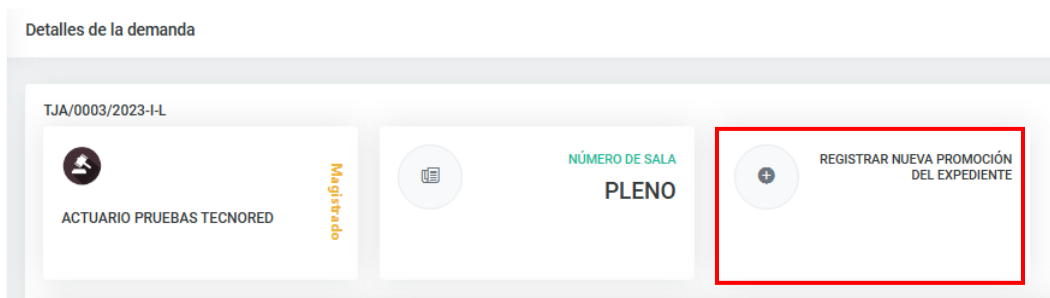 Detalles de la demanda
TJA/0003/2023-I-L
ACTUARIO PRUEBAS TECNORED
Magistrado
NÚMERO DE SALA
PLENO
REGISTRAR NUEVA PROMOCIÓN
DEL EXPEDIENTE